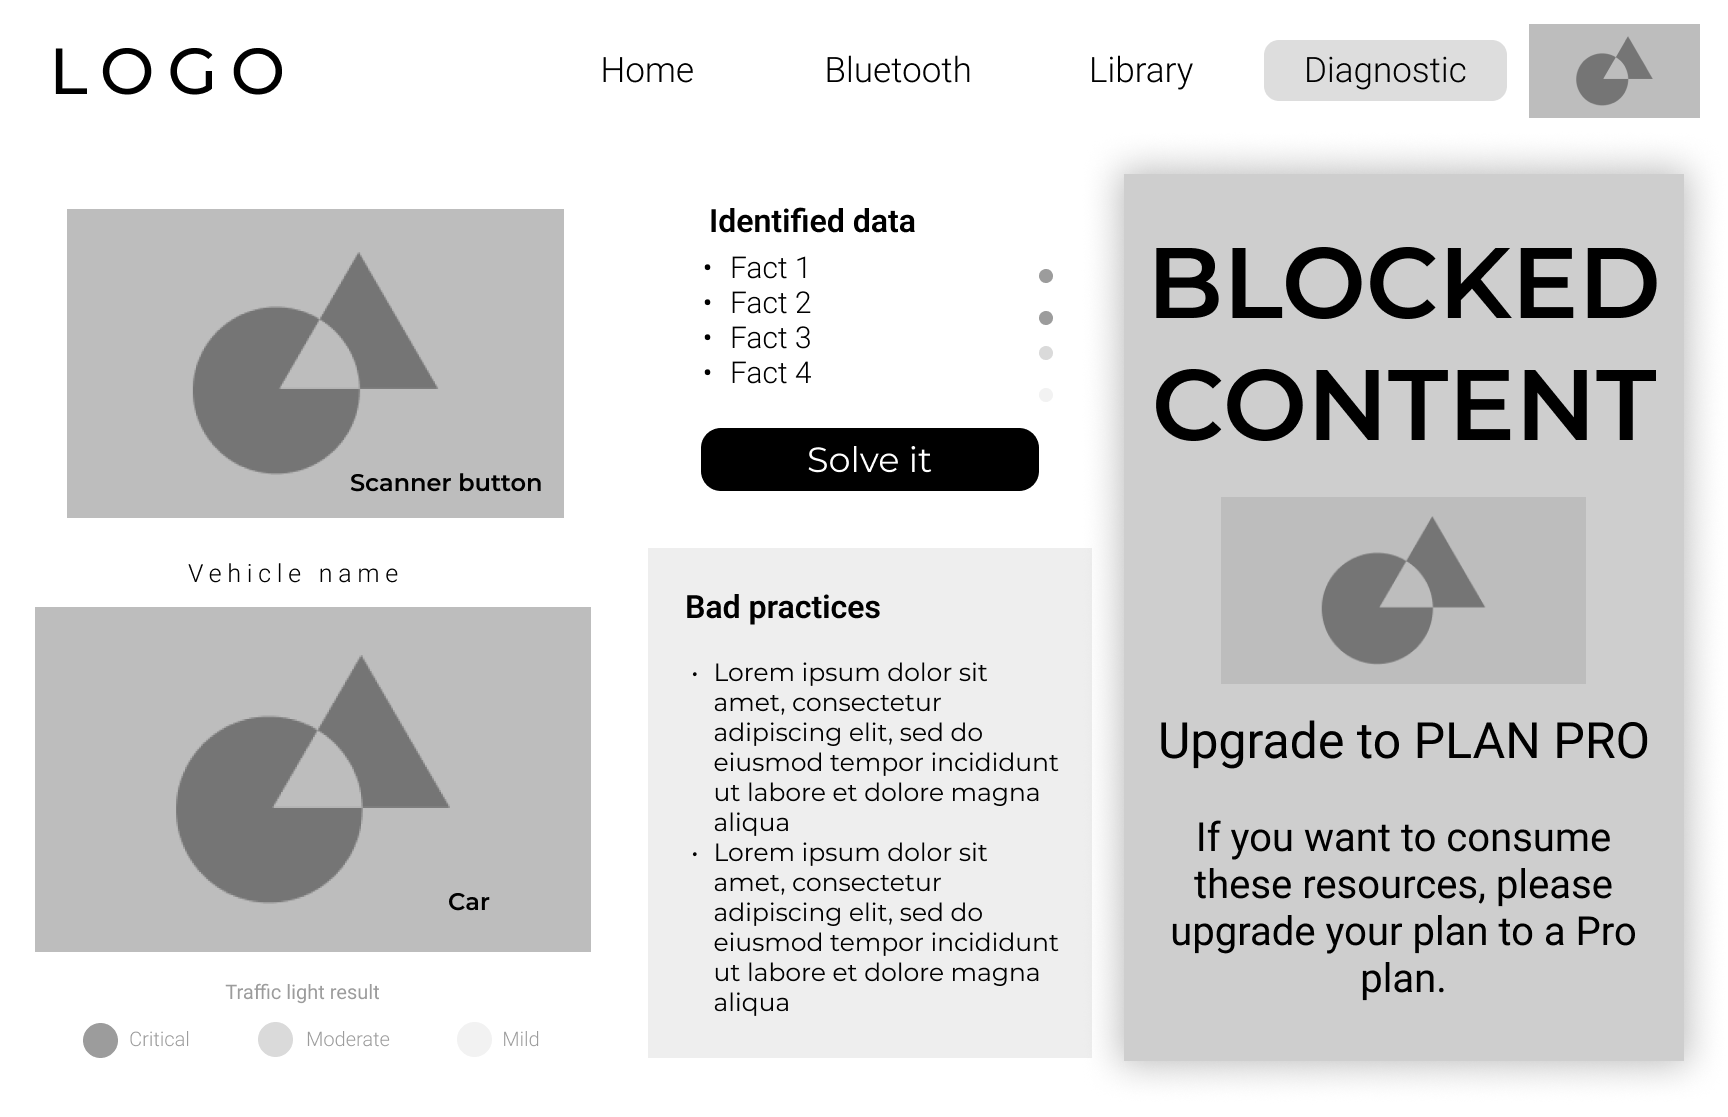 LOGO
Home
Bluetooth
Library
Diagnostic
Scanner button
Vehicle name
Car
Traffic light result
Critical
Moderate
Mild
Identified data
• Fact 1
• Fact 2
• Fact 3
• Fact 4
Solve it
Bad practices
• Lorem ipsum dolor sit
amet, consectetur
adipiscing elit, sed do
eiusmod tempor incididunt
ut labore et dolore magna
aliqua
• Lorem ipsum dolor sit
amet, consectetur
adipiscing elit, sed do
eiusmod tempor incididunt
ut labore et dolore magna
aliqua
BLOCKED
CONTENT
Upgrade to PLAN PRO
If you want to consume
these resources, please
upgrade your plan to a Pro
plan.